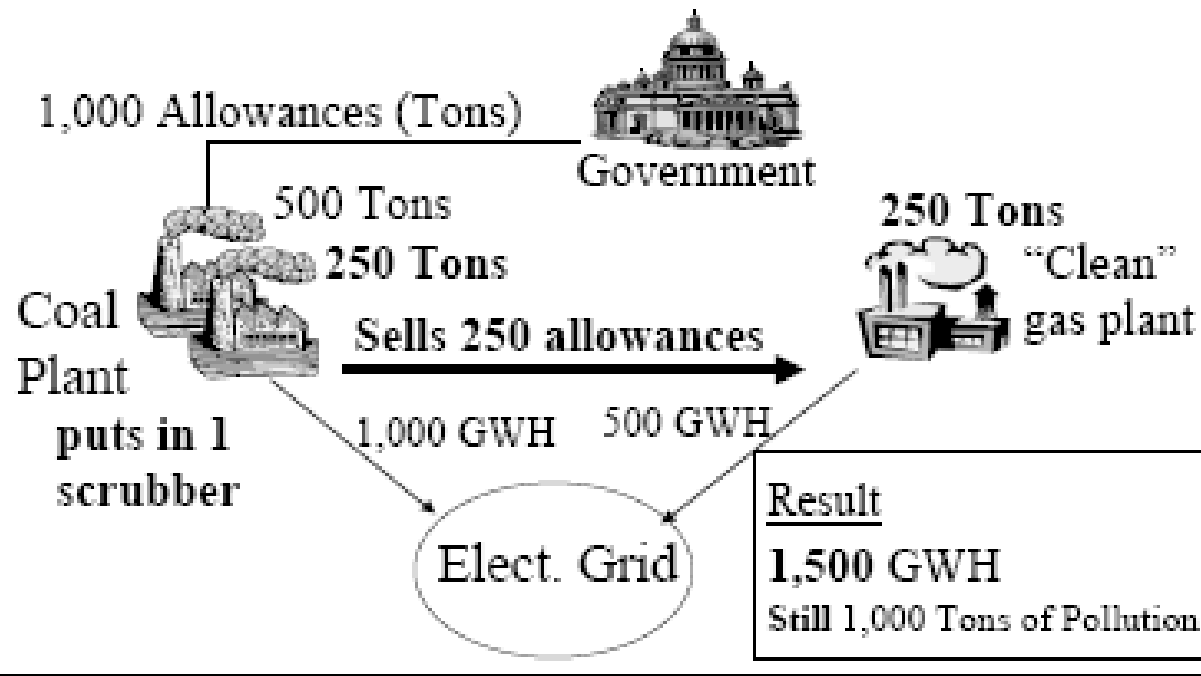 1,000 Allowances (Tons)
Government
500 Tons
250 Tons
250 Tons
"Clean"
gas plant
Coal
Plant
puts in 1
scrubber
Sells 250 allowances
1,000 GWH
500 GWH
Elect. Grid
Result
1,500 GWH
Still 1,000 Tons of Pollution